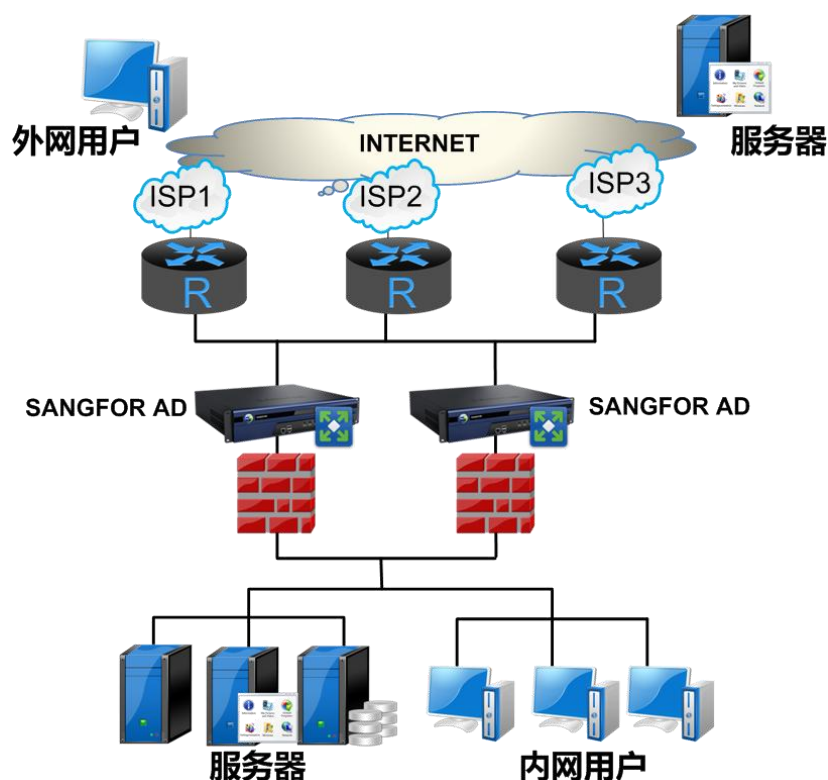 外网用户
服务器
INTERNET
ISP1
ISP2
ISP3
R
R
R
SANGFOR AD
SANGFOR AD
服务器
内网用户